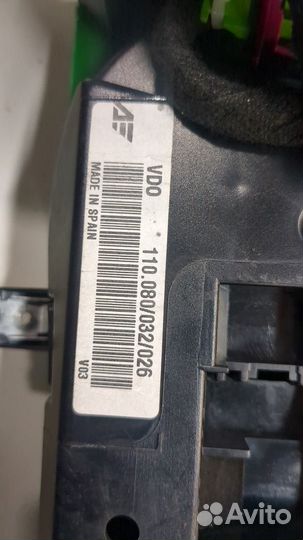 VDO
110.080/032/026
MADE IN SPAIN
V03
Avito